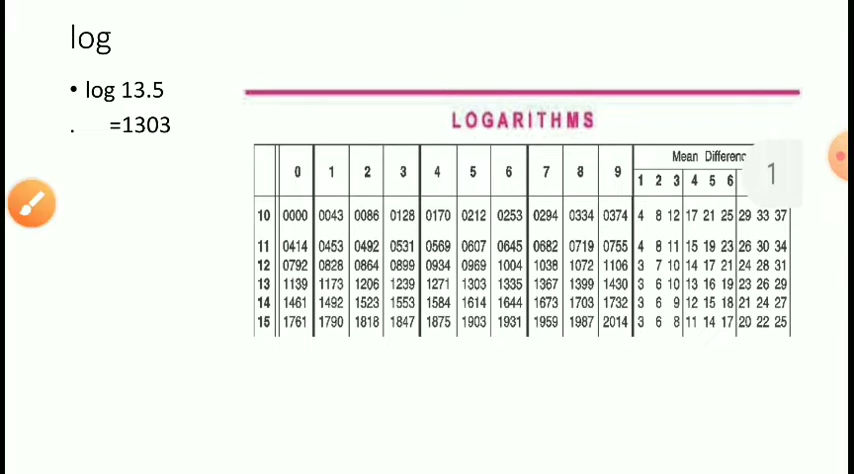 log
• log 13.5
. =1303
LOGARITHMS
Mean Differenc
0 1 2 3 4 5 6 7 8 9 1 2 3 4 5 6
1
10 0000 0043 0086 0128 0170 0212 0253 0294 0334 0374 4 8 12 17 21 25 29 33 37
11 0414 0453 0492 0531 0569 0607 0645 0682 0719 0755 4 8 11 15 19 23 26 30 34
12 0792 0828 0864 0899 0934 0969 1004 1038 1072 1106 3 7 10 14 17 21 24 28 31
13 1139 1173 1206 1239 1271 1303 1335 1367 1399 1430 3 6 10 13 16 19 23 26 29
14 1461 1492 1523 1553 1584 1614 1644 1673 1703 1732 3 6 9 12 15 18 21 24 27
15 1761 1790 1818 1847 1875 1903 1931 1959 1987 2014 3 6 8 11 14 17 20 22 25